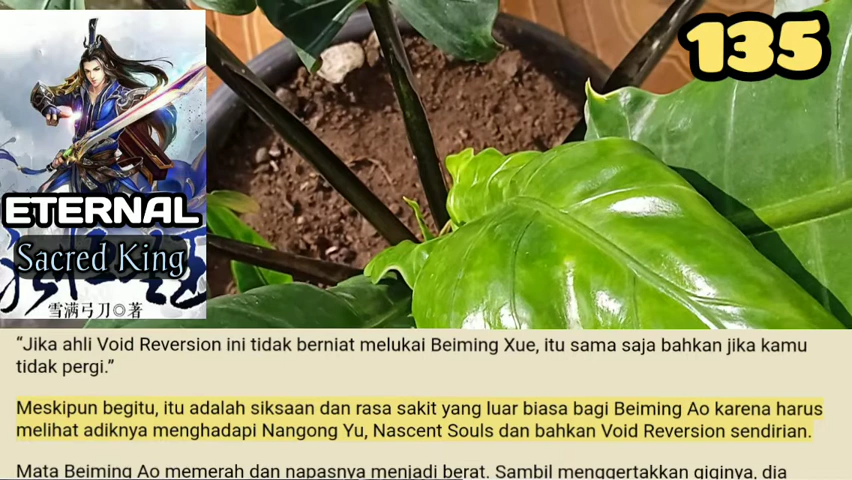 135
ETERNAL
Sacred King
雪满弓刀◎著
“Jika ahli Void Reversion ini tidak berniat melukai Beiming Xue, itu sama saja bahkan jika kamu
tidak pergi.”
Meskipun begitu, itu adalah siksaan dan rasa sakit yang luar biasa bagi Beiming Ao karena harus
melihat adiknya menghadapi Nangong Yu, Nascent Souls dan bahkan Void Reversion sendirian.
Mata Beiming Ao memerah dan napasnya menjadi berat. Sambil menggertakkan giginya, dia